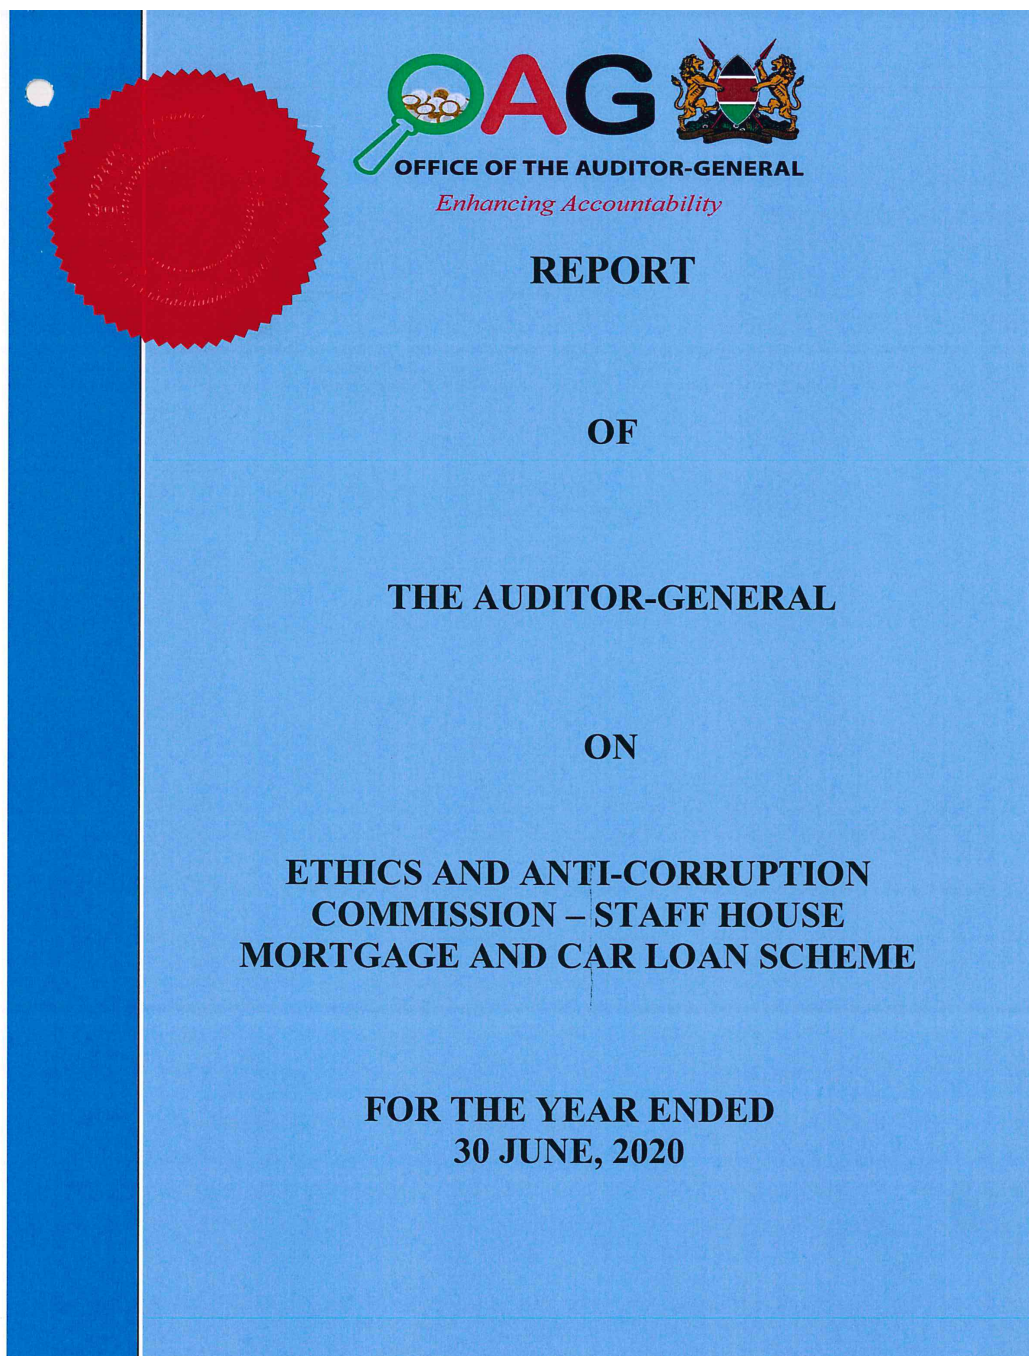 OAG
OFFICE OF THE AUDITOR-GENERAL
Enhancing Accountability
REPORT
OF
THE AUDITOR-GENERAL
ON
ETHICS AND ANTI-CORRUPTION
COMMISSION – STAFF HOUSE
MORTGAGE AND CAR LOAN SCHEME
FOR THE YEAR ENDED
30 JUNE, 2020